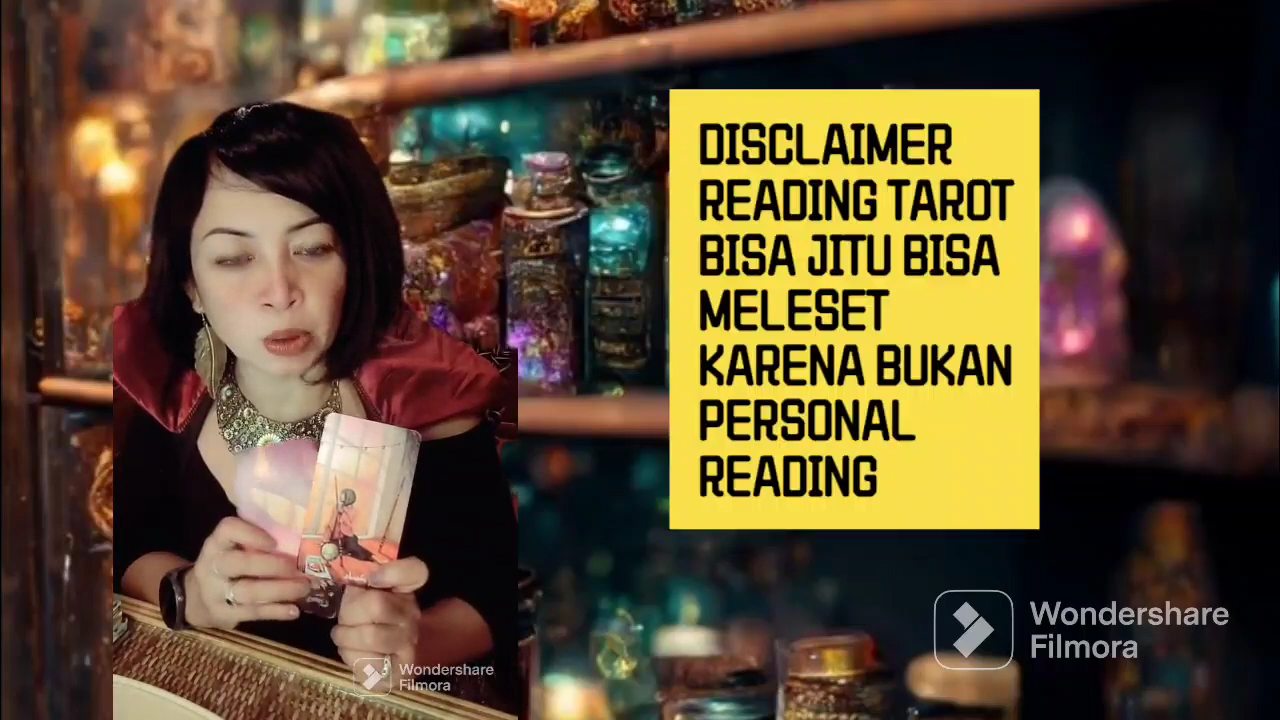 DISCLAIMER
READING TAROT
BISA JITU BISA
MELESET
KARENA BUKAN
PERSONAL
READING
Wondershare
Filmora
Wondershare
Filmora